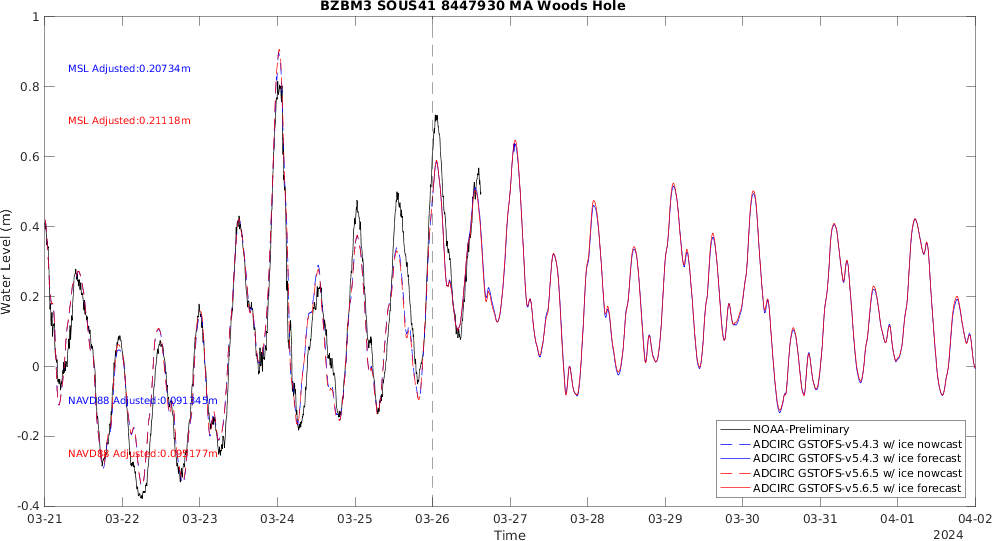 BZBM3 SOUS41 8447930 MA Woods Hole
Water Level (m)
1
0.8
0.6
0.4
0.2
0
-0.2
-0.4
MSL Adjusted:0.20734m
MSL Adjusted:0.21118m
NAVD88 Adjusted:0.091345m
NAVD88 Adjusted:0.095177m
NOAA-Preliminary
ADCIRC GSTOFS-v5.4.3 w/ ice nowcast
ADCIRC GSTOFS-v5.4.3 w/ ice forecast
ADCIRC GSTOFS-v5.6.5 w/ ice nowcast
ADCIRC GSTOFS-v5.6.5 w/ ice forecast
03-21 03-22 03-23 03-24 03-25 03-26 03-27 03-28 03-29 03-30 03-31 04-01 04-02
Time
2024